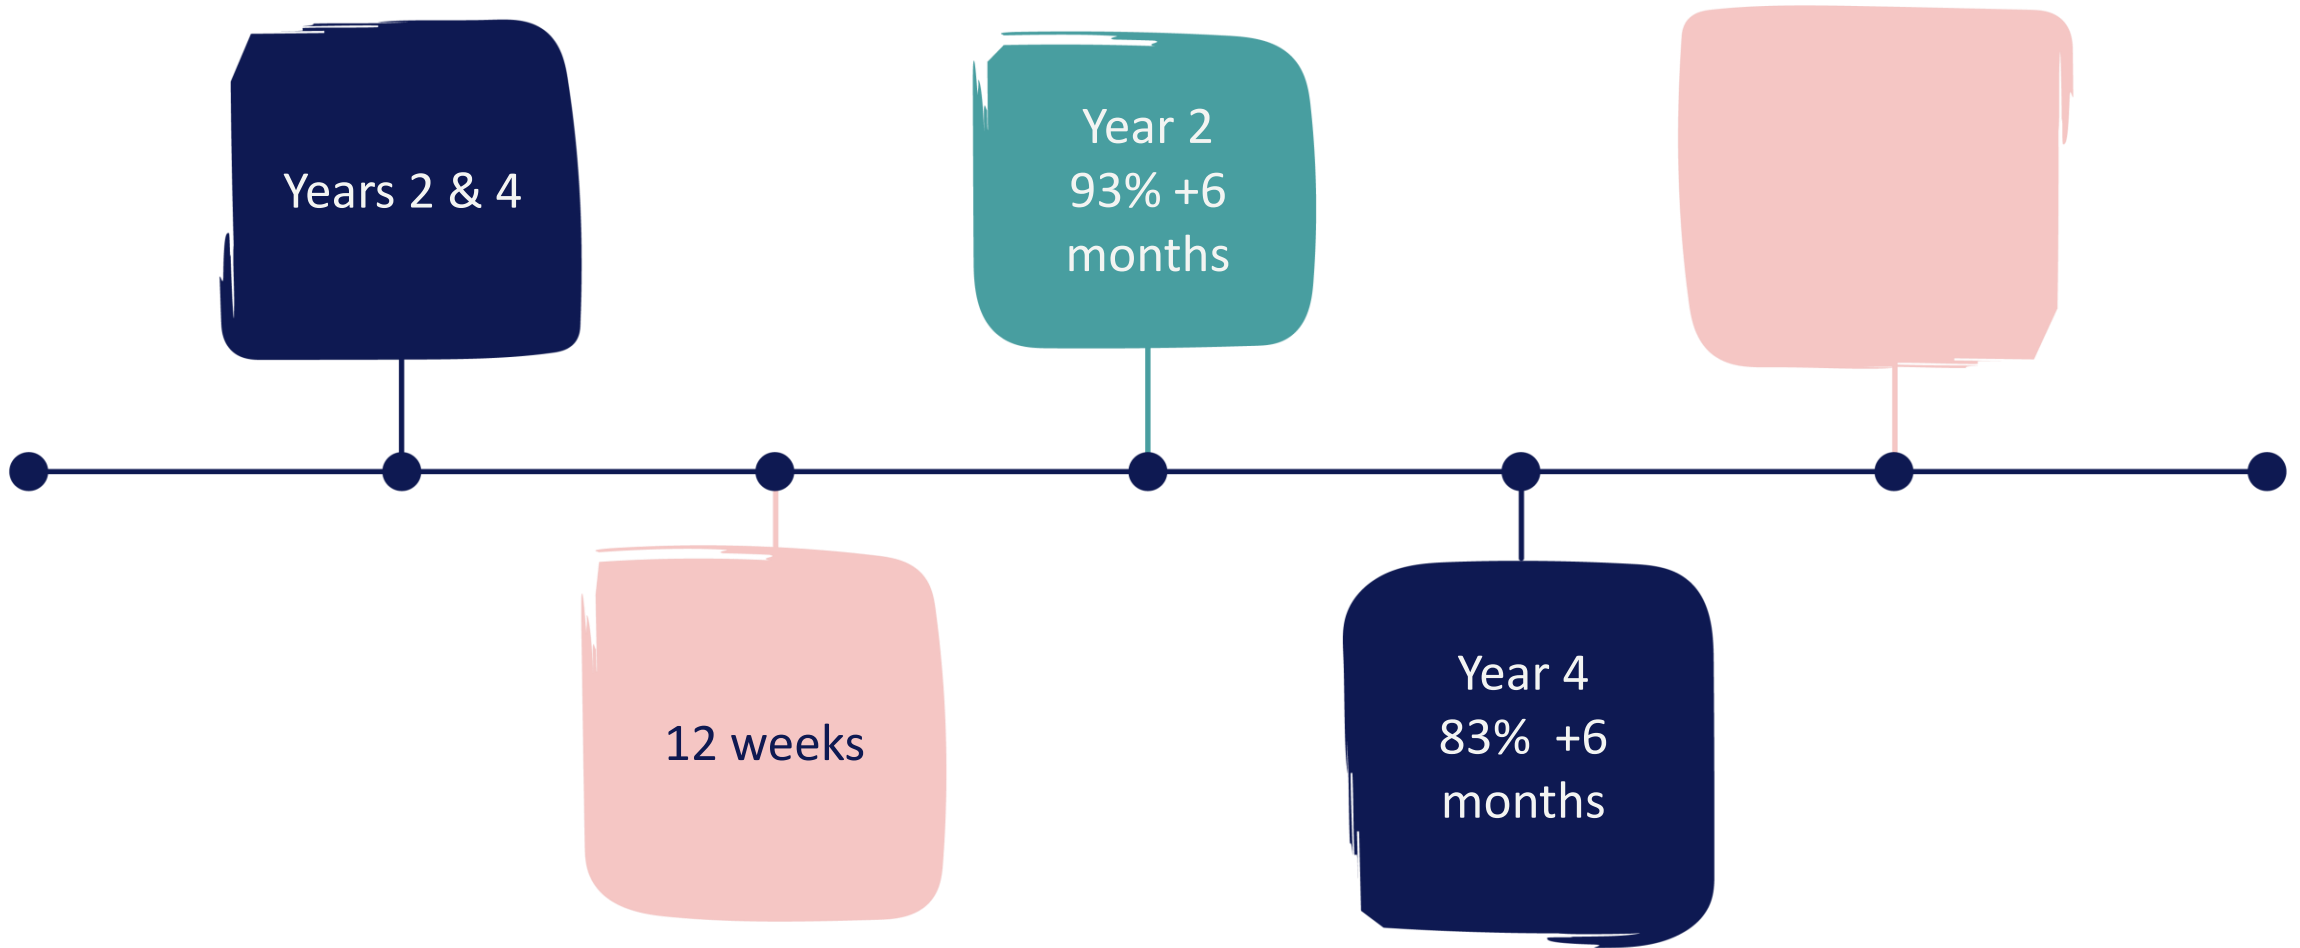 Years 2 & 4
12 weeks
Year 2
93% +6
months
Year 4
83%  +6
months